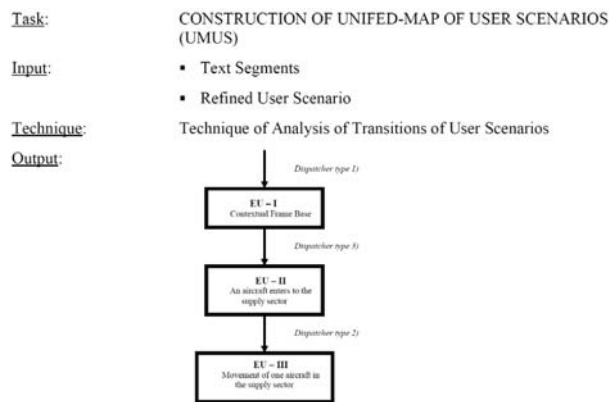 Task: CONSTRUCTION OF UNIFED-MAP OF USER SCENARIOS
(UMUS)
Input: ▪ Text Segments
▪ Refined User Scenario
Technique: Technique of Analysis of Transitions of User Scenarios
Output:
Dispatcher type 1)
EU – I
Contextual Frame Base
Dispatcher type 3)
EU – II
An aircraft enters to the
supply sector
Dispatcher type 2)
EU – III
Movement of one aircraft in
the supply sector